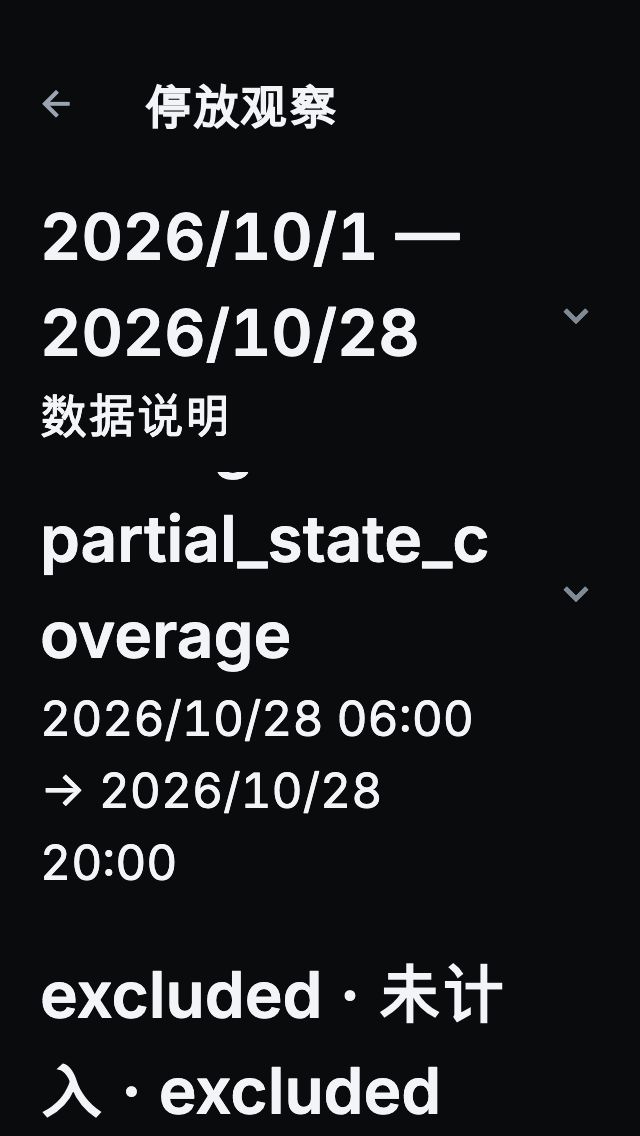 停放观察
2026/10/1 —
2026/10/28
数据说明
partial_state_c
overage
2026/10/28 06:00
→ 2026/10/28
20:00
excluded · 未计
入 · excluded